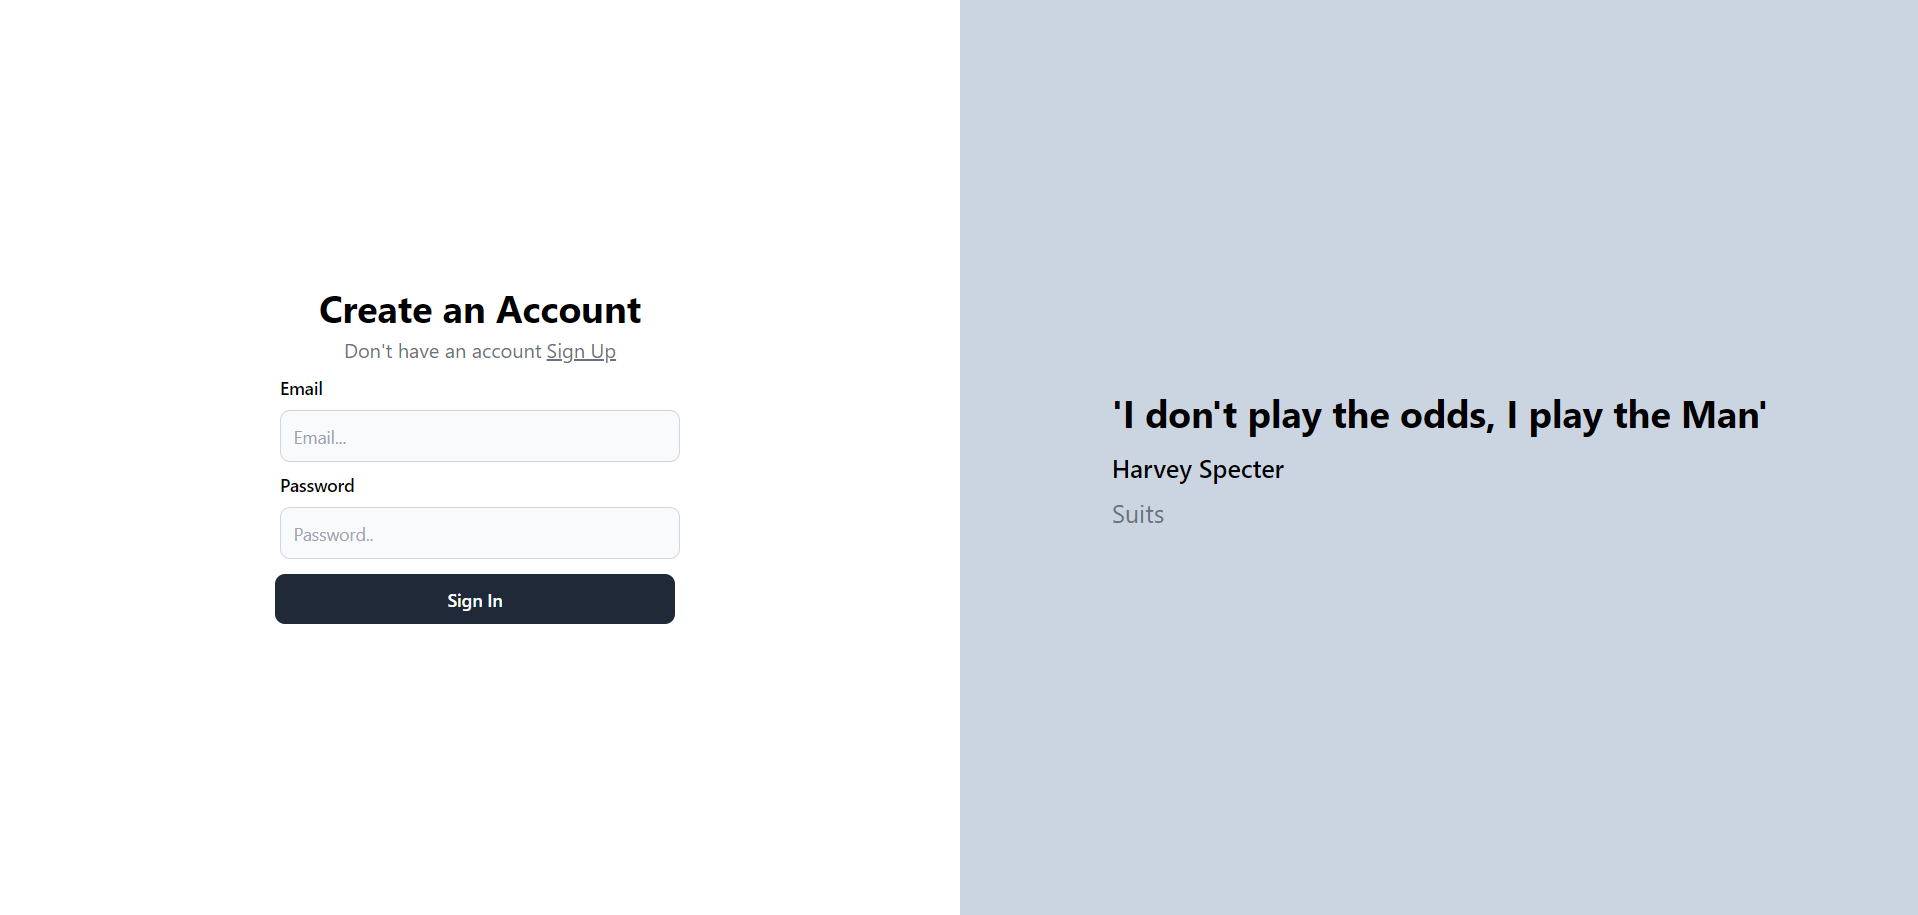 Create an Account
Don't have an account Sign Up
Email
Email...
Password
Password..
Sign In
'I don't play the odds, I play the Man'
Harvey Specter
Suits